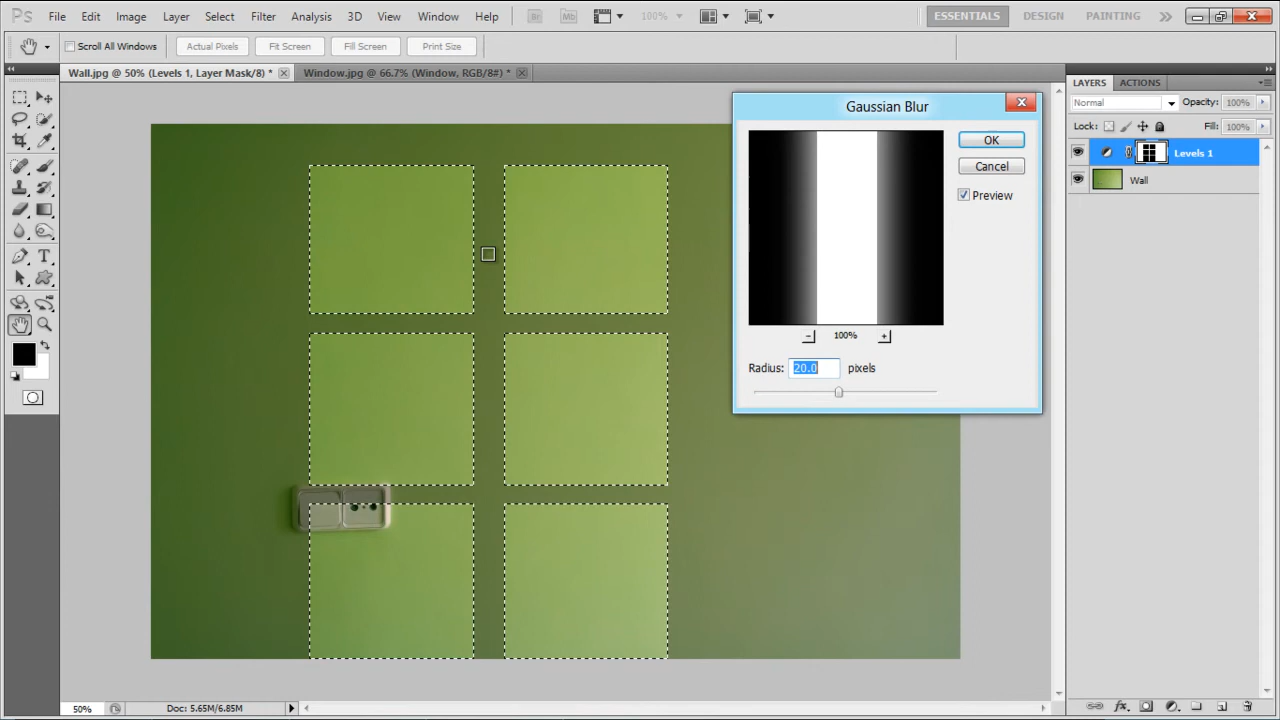 Ps File Edit Image Layer Select Filter Analysis 3D View Window Help Br Mb 100% ESSENTIALS DESIGN PAINTING
Scroll All Windows Actual Pixels Fit Screen Fill Screen Print Size
Wall.jpg @ 50% (Levels 1, Layer Mask/8) * Window.jpg @ 66.7% (Window, RGB/8#) *
LAYERS ACTIONS
Normal Opacity: 100%
Lock: Fill: 100%
Levels 1
Wall
Gaussian Blur
OK
Cancel
Preview
100%
Radius: 20.0 pixels
T
50% Doc: 5.65M/6.85M
fx